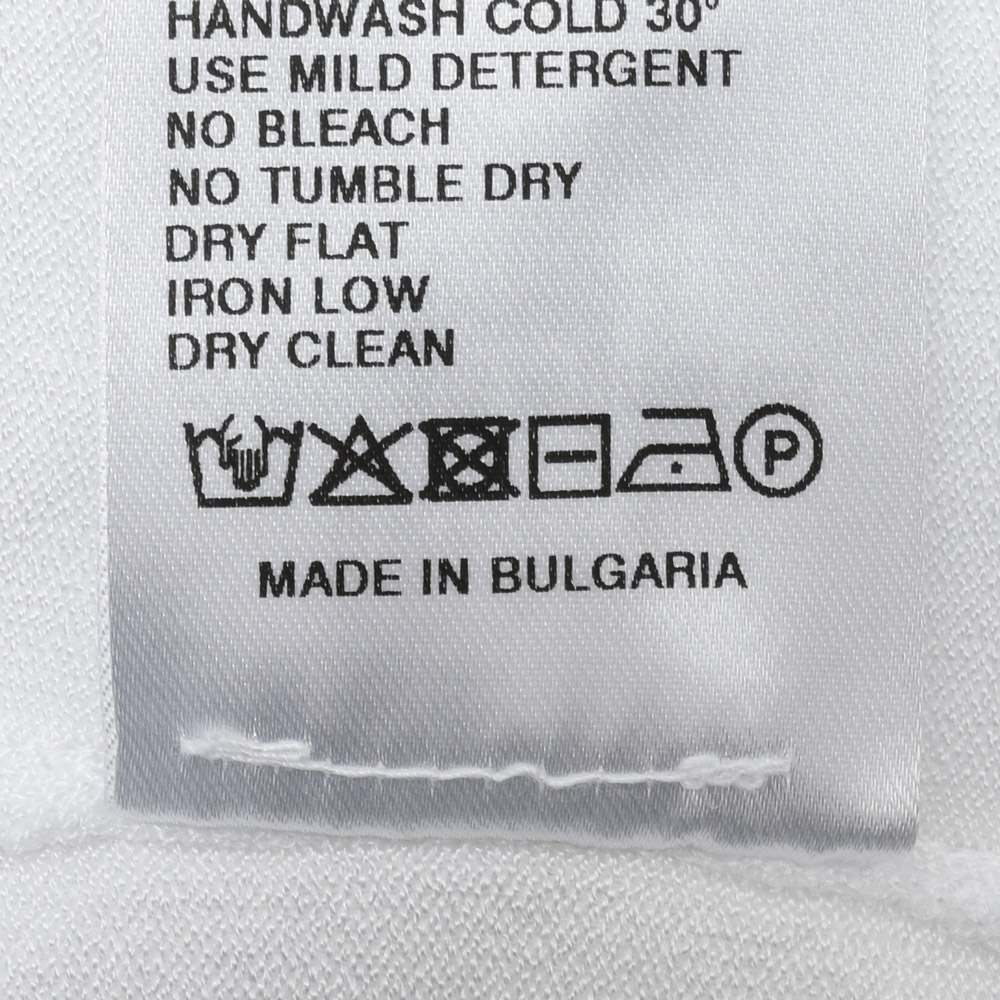 HANDWASH COLD 30°
USE MILD DETERGENT
NO BLEACH
NO TUMBLE DRY
DRY FLAT
IRON LOW
DRY CLEAN
P
MADE IN BULGARIA